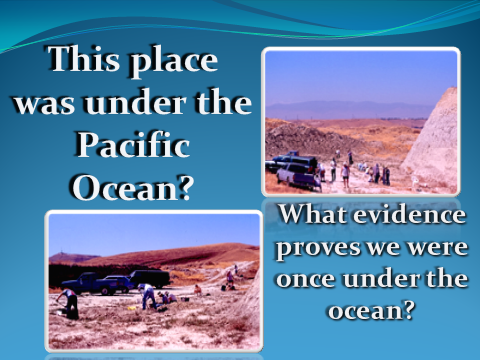 This place
was under the
Pacific
Ocean?
What evidence
proves we were
once under the
ocean?